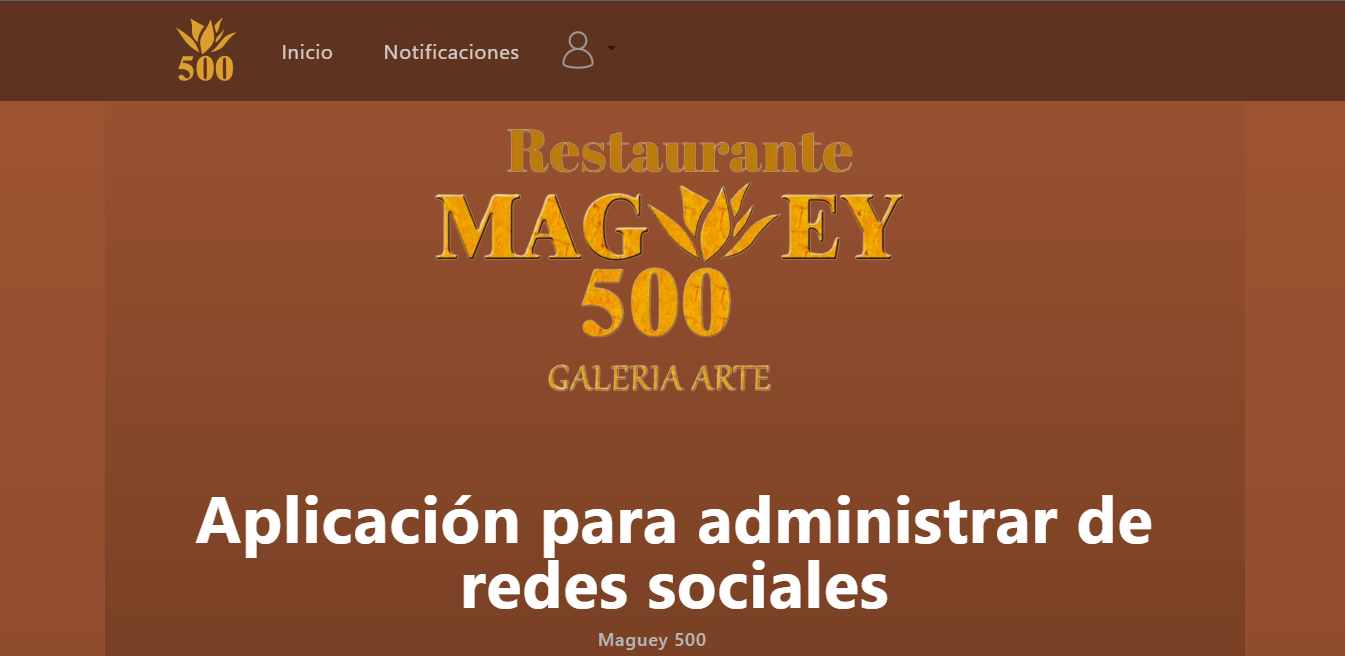 500
Inicio
Notificaciones
Restaurante
MAGUEY
500
GALERIA ARTE
Aplicación para administrar de
redes sociales
Maguey 500